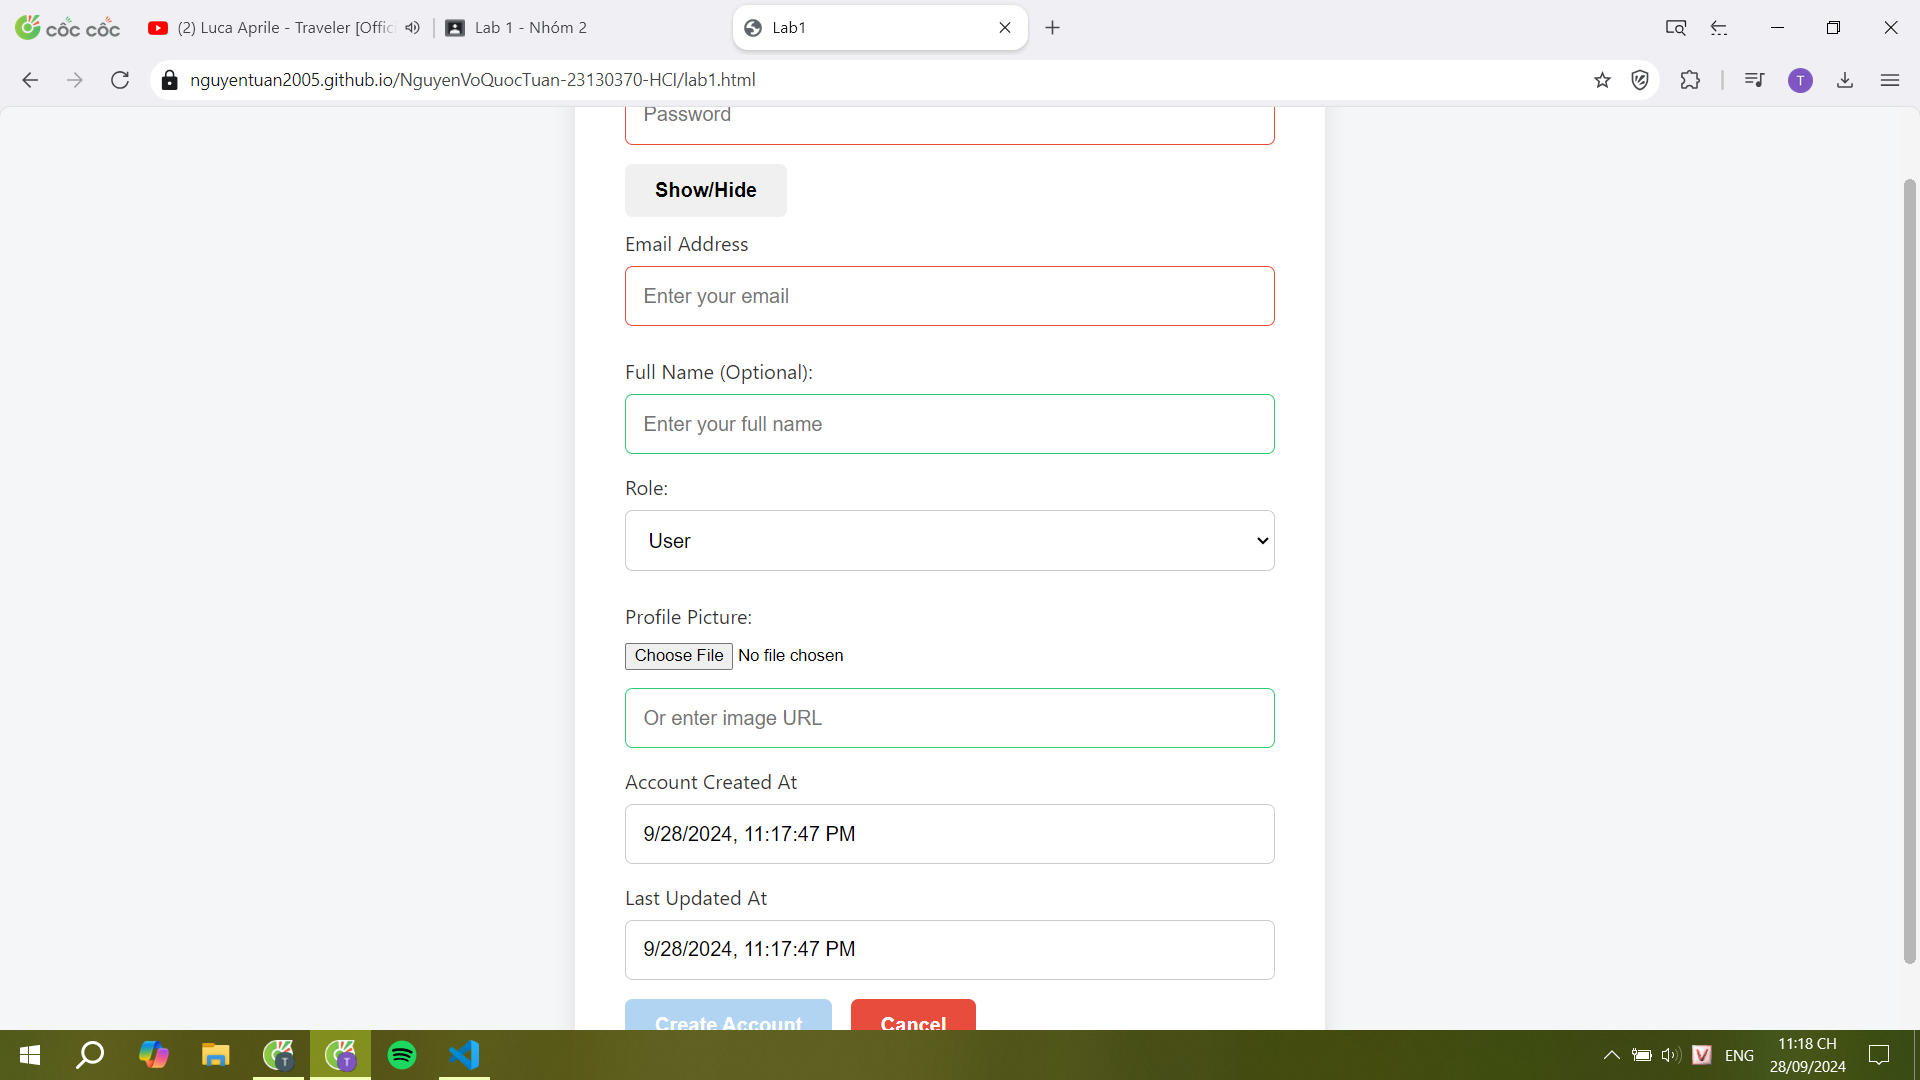 cốc cốc
(2) Luca Aprile - Traveler [Offic
Lab 1 - Nhóm 2
Lab1
nguyentuan2005.github.io/NguyenVoQuocTuan-23130370-HCI/lab1.html
T
Password
Show/Hide
Email Address
Enter your email
Full Name (Optional):
Enter your full name
Role:
User
Profile Picture:
Choose File No file chosen
Or enter image URL
Account Created At
9/28/2024, 11:17:47 PM
Last Updated At
9/28/2024, 11:17:47 PM
Create Account
Cancel
T
T
V
ENG
11:18 CH
28/09/2024